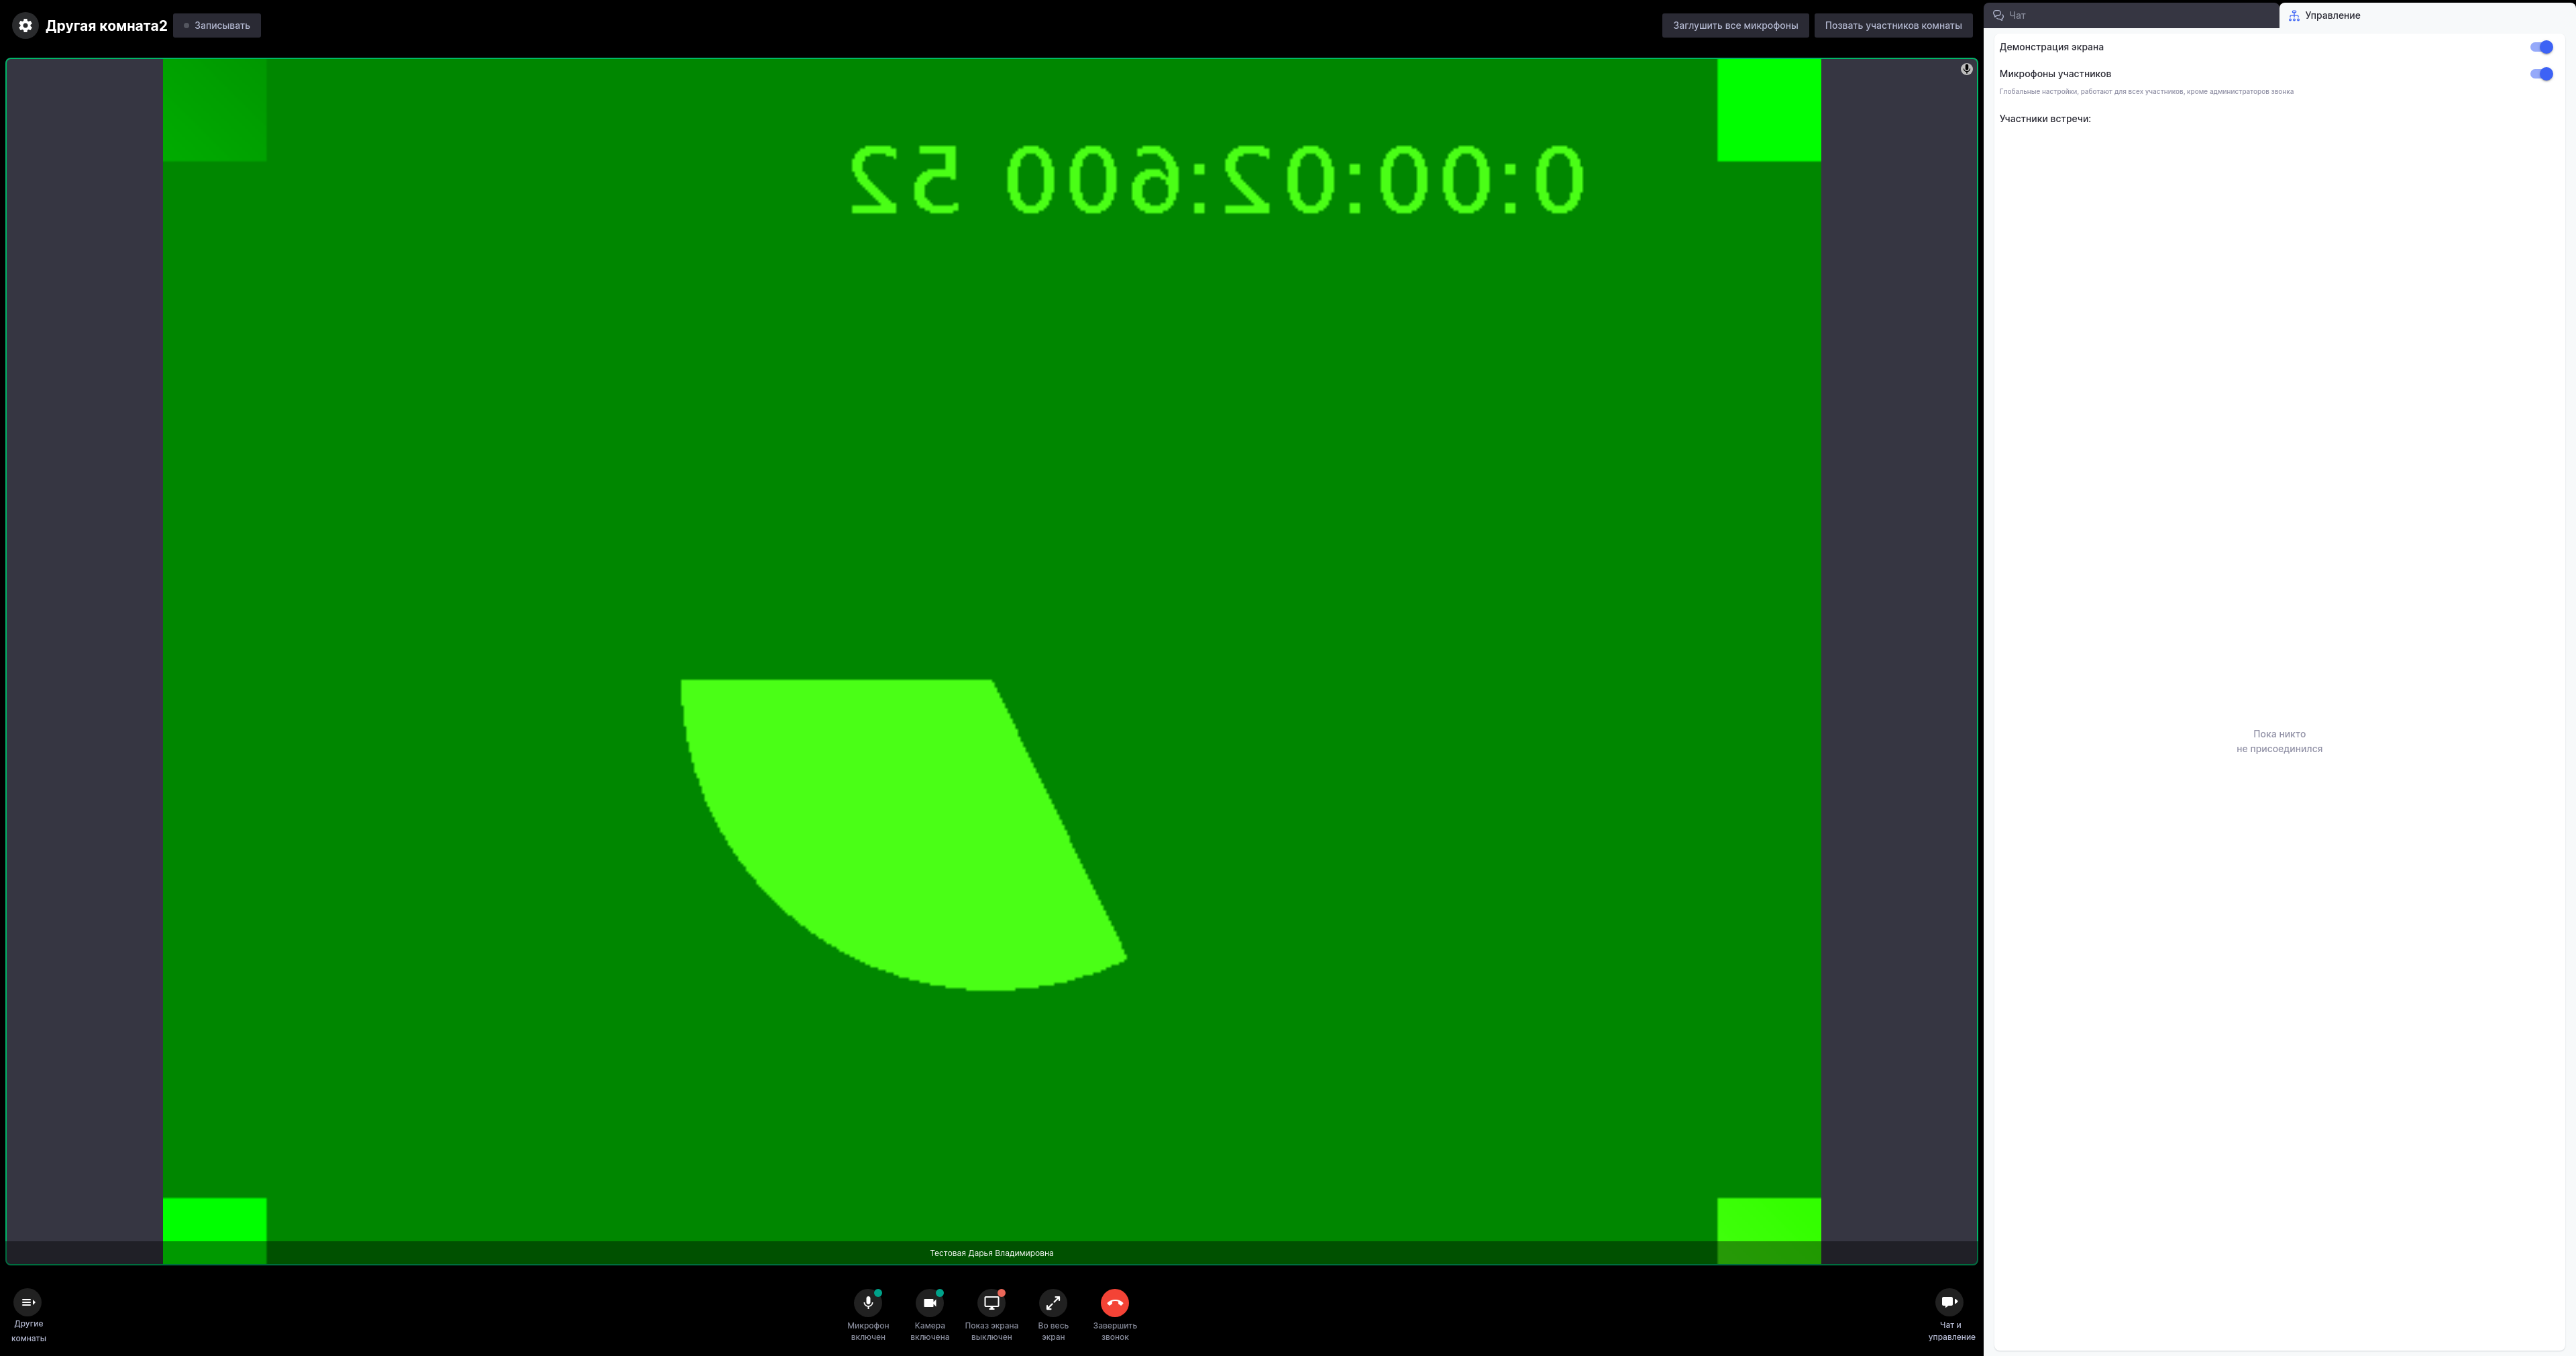 Другая комната2
Записывать
Заглушить все микрофоны
Позвать участников комнаты
Чат
Управление
Демонстрация экрана
Микрофоны участников
Глобальные настройки, работают для всех участников, кроме администраторов звонка
Участники встречи:
0:00:02:600 52
Пока никто
не присоединился
Тестовая Дарья Владимировна
Другие
комнаты
Микрофон
включен
Камера
включена
Показ экрана
выключен
Во весь
экран
Завершить
звонок
Чат и
управление